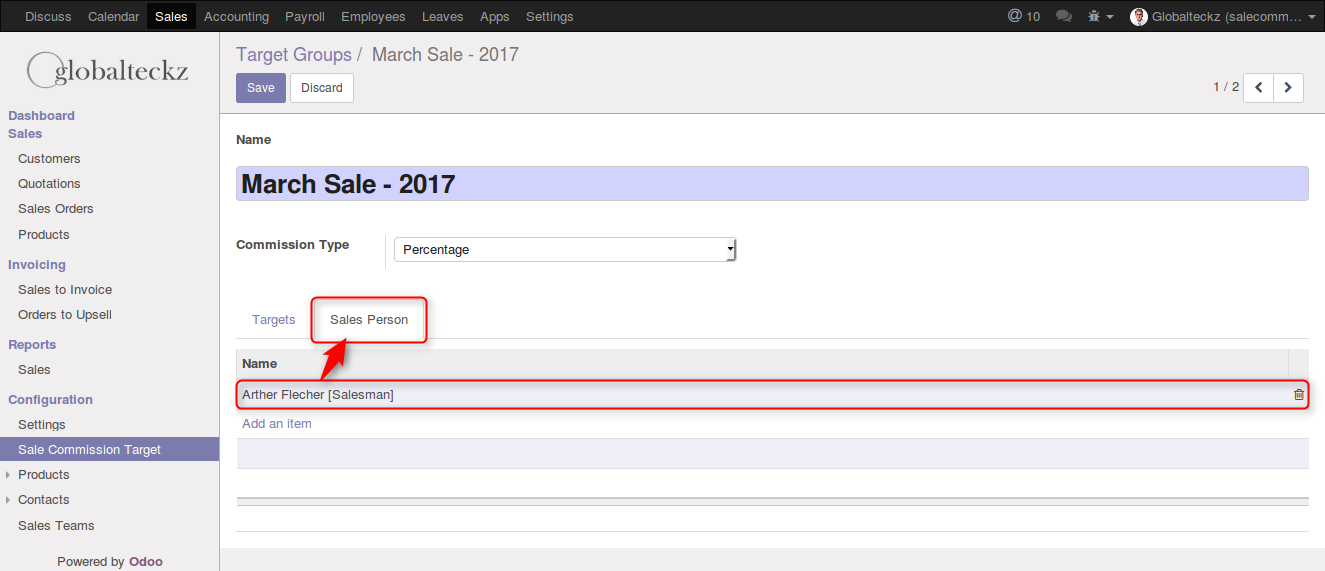 Discuss Calendar Sales Accounting Payroll Employees Leaves Apps Settings @ 10 Globalteckz (salecomm...
globalteckz
Dashboard
Sales
Customers
Quotations
Sales Orders
Products
Invoicing
Sales to Invoice
Orders to Upsell
Reports
Sales
Configuration
Settings
Sale Commission Target
Products
Contacts
Sales Teams
Powered by Odoo
Target Groups / March Sale - 2017
Save Discard 1 / 2
Name
March Sale - 2017
Commission Type Percentage
Targets Sales Person
Name
Arther Flecher [Salesman]
Add an item